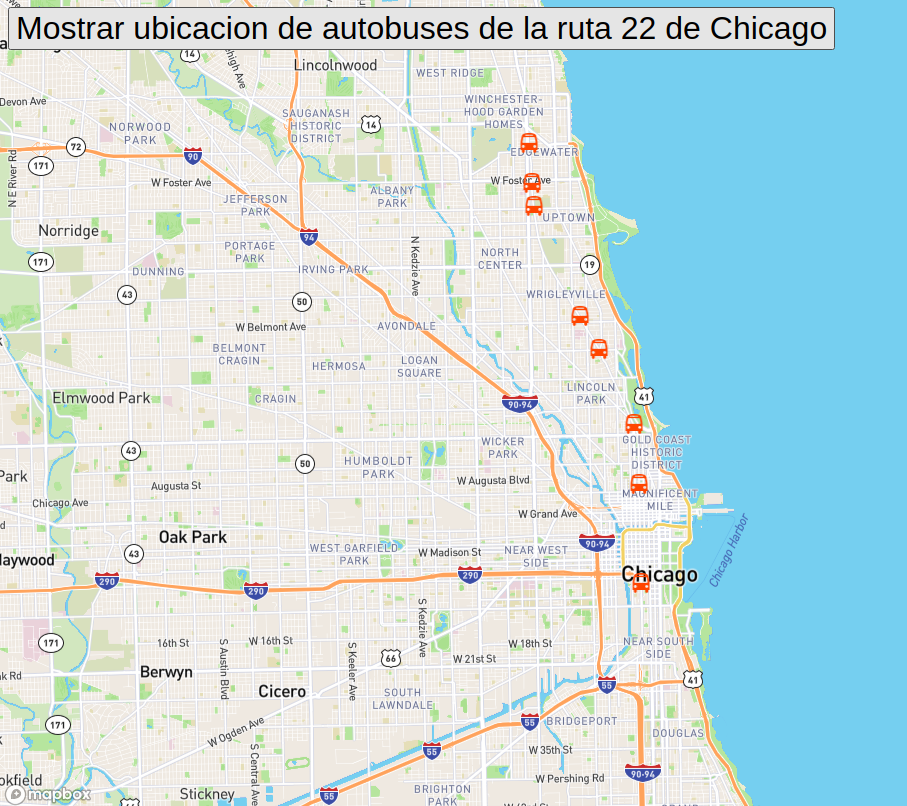 Mostrar ubicacion de autobuses de la ruta 22 de Chicago
14
Lincolnwood
WEST RIDGE
Devon Ave
WINCHESTER-
HOOD GARDEN
HOMES
SAUGANASH
HISTORIC
DISTRICT
14
NORWOOD
PARK
72
90
171
EDGEWATER
N E River Rd
W Foster Ave
W Foster Ave
ALBANY
PARK
JEFFERSON
PARK
UPTOWN
Norridge
94
PORTAGE
PARK
N Kedzie Ave
NORTH
CENTER
171
DUNNING
IRVING PARK
19
43
50
WRIGLEYVILLE
W Belmont Ave
AVONDALE
BELMONT
CRAGIN
HERMOSA
LOGAN
SQUARE
LINCOLN
PARK
41
Elmwood Park
CRAGIN
90-94
43
WICKER
PARK
GOLD COAST
HISTORIC
DISTRICT
50
HUMBOLDT
PARK
Park
Augusta St
W Augusta Blvd
MAGNIFICENT
MILE
Chicago Ave
W Grand Ave
Chicago Harbor
Oak Park
90-94
43
WEST GARFIELD
PARK
W Madison St
NEAR WEST
SIDE
aywood
290
290
290
Chicago
S Kedzie Ave
171
16th St
S Austin Blvd
W 16th St
S Keeler Ave
W 18th St
NEAR SOUTH
SIDE
66
W 21st St
Berwyn
k Rd
41
55
Cicero
SOUTH
LAWNDALE
171
W Ogden Ave
55
BRIDGEPORT
DOUGLAS
55
W 35th St
S Central Ave
90-94
W Pershing Rd
okfield
mapbox
Stickney
55
BRIGHTON
PARK